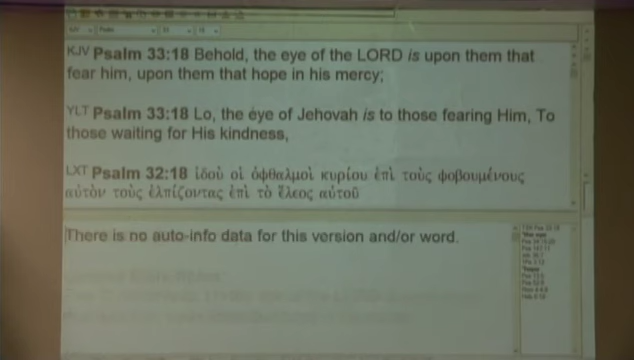 KJV Psalm 33:18 Behold, the eye of the LORD is upon them that
fear him, upon them that hope in his mercy;
YLT Psalm 33:18 Lo, the eye of Jehovah is to those fearing Him, To
those waiting for His kindness,
LXT Psalm 32:18 ἰδοὺ οἱ ὀφθαλμοὶ κυρίου ἐπὶ τοὺς φοβουμένους
αὐτὸν τοὺς ἐλπίζοντας ἐπὶ τὸ ἔλεος αὐτοῦ
There is no auto-info data for this version and/or word.